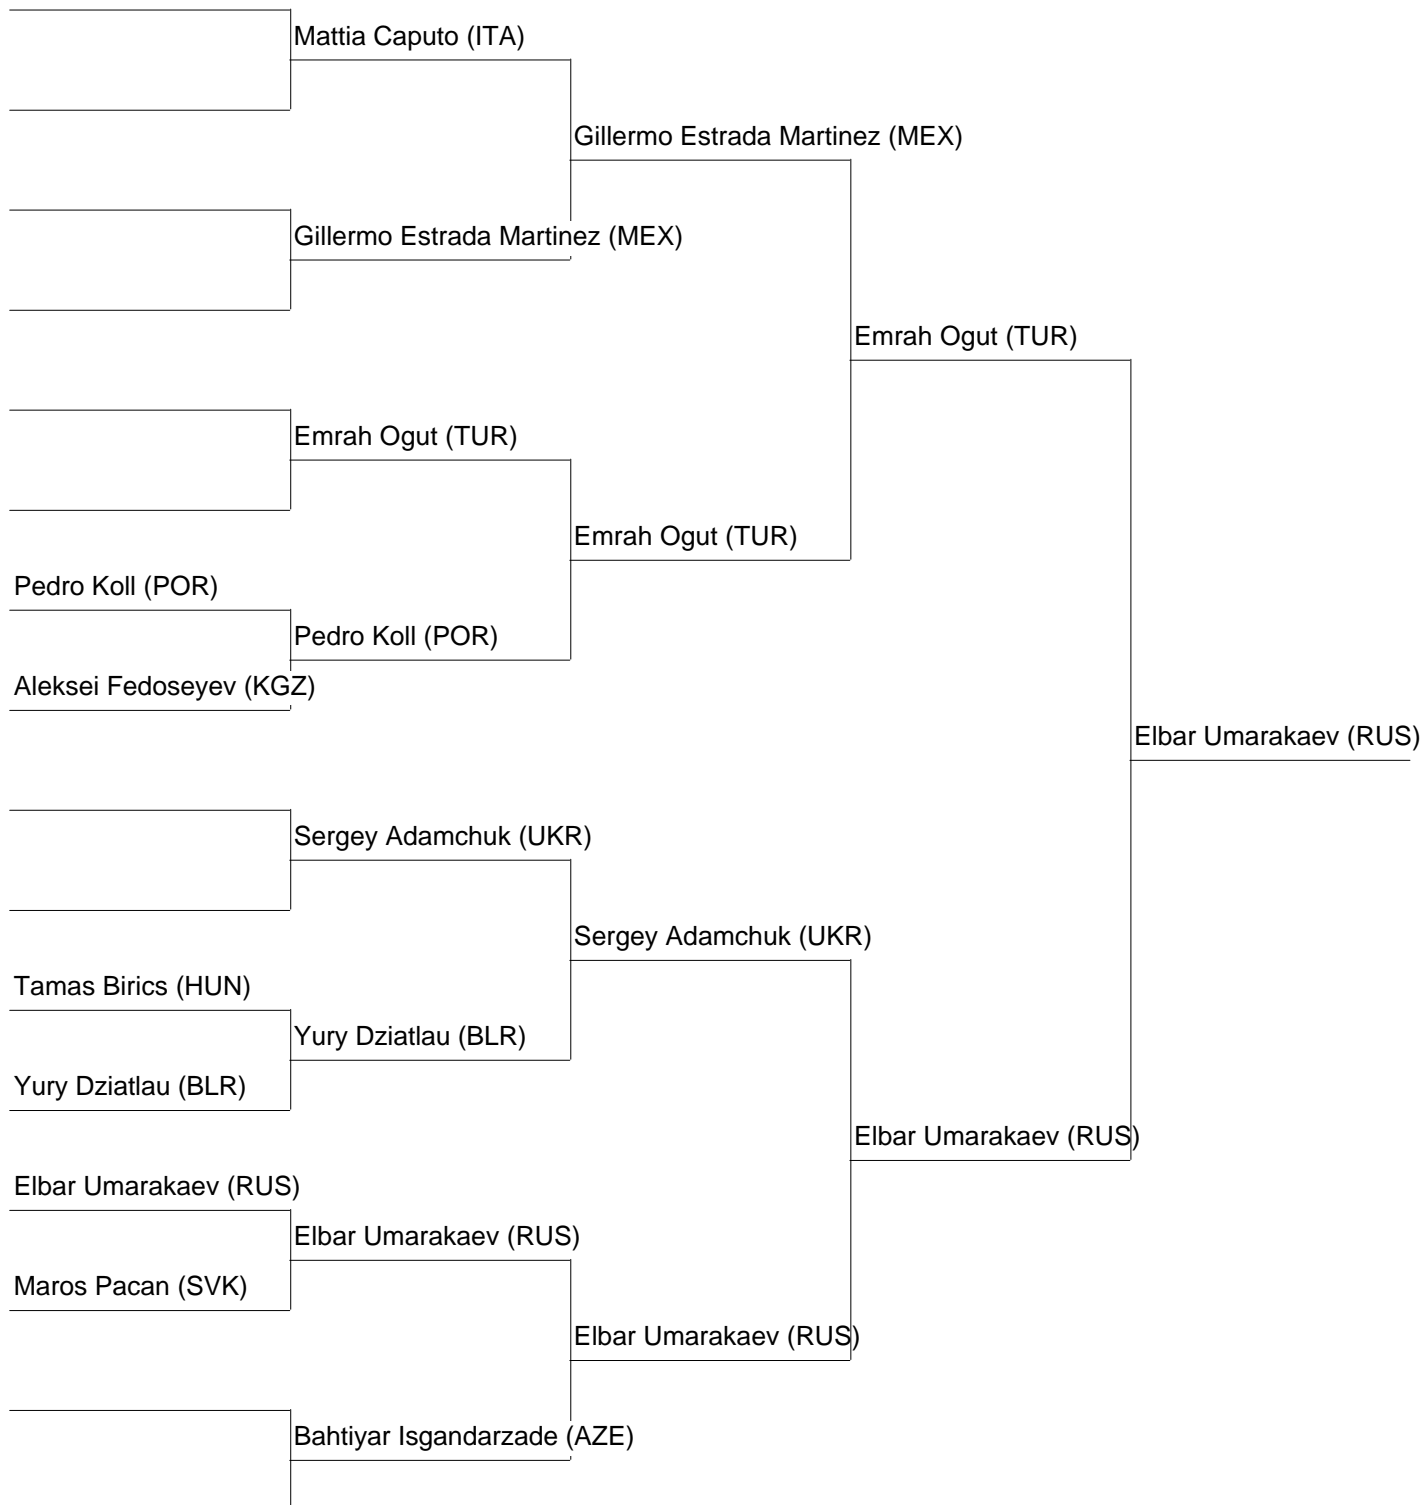 Mattia Caputo (ITA)
Gillermo Estrada Martinez (MEX)
Gillermo Estrada Martinez (MEX)
Emrah Ogut (TUR)
Emrah Ogut (TUR)
Emrah Ogut (TUR)
Pedro Koll (POR)
Pedro Koll (POR)
Aleksei Fedoseyev (KGZ)
Elbar Umarakaev (RUS)
Sergey Adamchuk (UKR)
Sergey Adamchuk (UKR)
Tamas Birics (HUN)
Yury Dziatlau (BLR)
Yury Dziatlau (BLR)
Elbar Umarakaev (RUS)
Elbar Umarakaev (RUS)
Elbar Umarakaev (RUS)
Maros Pacan (SVK)
Elbar Umarakaev (RUS)
Bahtiyar Isgandarzade (AZE)